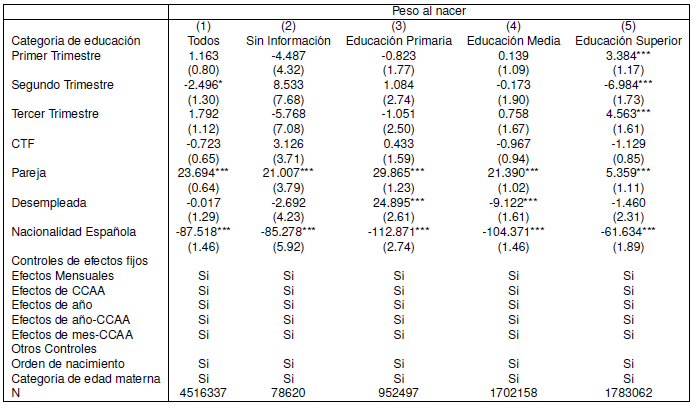 Peso al nacer
(1) (2) (3) (4) (5)
Categoria de educación Todos Sin Información Educación Primaria Educación Media Educación Superior
Primer Trimestre 1.163 -4.487 -0.823 0.139 3.384***
(0.80) (4.32) (1.77) (1.09) (1.17)
Segundo Trimestre -2.496* 8.533 1.084 -0.173 -6.984***
(1.30) (7.68) (2.74) (1.90) (1.73)
Tercer Trimestre 1.792 -5.768 -1.051 0.758 4.563***
(1.12) (7.08) (2.50) (1.67) (1.61)
CTF -0.723 3.126 0.433 -0.967 -1.129
(0.65) (3.71) (1.59) (0.94) (0.85)
Pareja 23.694*** 21.007*** 29.865*** 21.390*** 5.359***
(0.64) (3.79) (1.23) (1.02) (1.11)
Desempleada -0.017 -2.692 24.895*** -9.122*** -1.460
(1.29) (4.23) (2.61) (1.61) (2.31)
Nacionalidad Española -87.518*** -85.278*** -112.871*** -104.371*** -61.634***
(1.46) (5.92) (2.74) (1.46) (1.89)
Controles de efectos fijos
Efectos Mensuales Si Si Si Si Si
Efectos de CCAA Si Si Si Si Si
Efectos de año Si Si Si Si Si
Efectos de año-CCAA Si Si Si Si Si
Efectos de mes-CCAA Si Si Si Si Si
Otros Controles
Orden de nacimiento Si Si Si Si Si
Categoria de edad materna Si Si Si Si Si
N 4516337 78620 952497 1702158 1783062